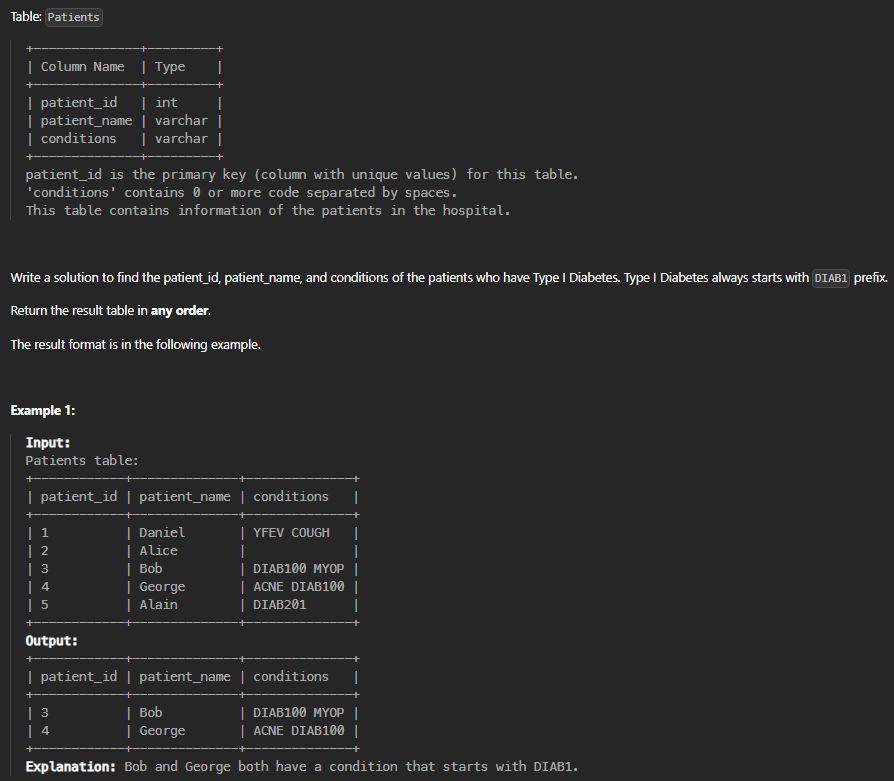 Table: Patients
+--------------+---------+
| Column Name  | Type    |
+--------------+---------+
| patient_id   | int     |
| patient_name | varchar |
| conditions   | varchar |
+--------------+---------+
patient_id is the primary key (column with unique values) for this table.
'conditions' contains 0 or more code separated by spaces.
This table contains information of the patients in the hospital.
Write a solution to find the patient_id, patient_name, and conditions of the patients who have Type I Diabetes. Type I Diabetes always starts with DIAB1 prefix.
Return the result table in any order.
The result format is in the following example.
Example 1:
Input:
Patients table:
+------------+--------------+--------------+
| patient_id | patient_name | conditions   |
+------------+--------------+--------------+
| 1          | Daniel       | YFEV COUGH   |
| 2          | Alice        |              |
| 3          | Bob          | DIAB100 MYOP |
| 4          | George       | ACNE DIAB100 |
| 5          | Alain        | DIAB201      |
+------------+--------------+--------------+
Output:
+------------+--------------+--------------+
| patient_id | patient_name | conditions   |
+------------+--------------+--------------+
| 3          | Bob          | DIAB100 MYOP |
| 4          | George       | ACNE DIAB100 |
+------------+--------------+--------------+
Explanation: Bob and George both have a condition that starts with DIAB1.